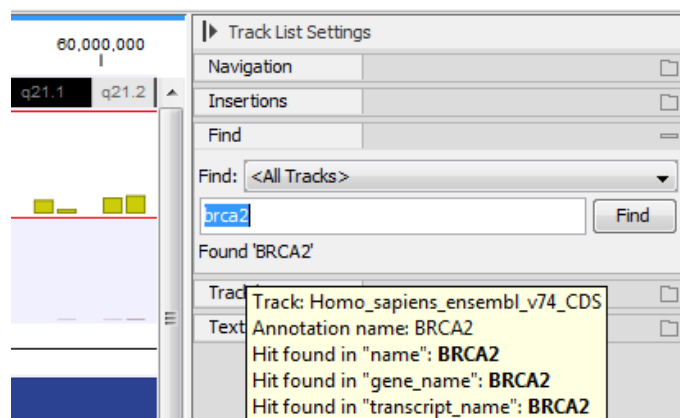 60,000,000
q21.1 q21.2
Track List Settings
Navigation
Insertions
Find
Find: <All Tracks>
brca2 Find
Found 'BRCA2'
Track
Text
Track: Homo_sapiens_ensembl_v74_CDS
Annotation name: BRCA2
Hit found in "name": BRCA2
Hit found in "gene_name": BRCA2
Hit found in "transcript_name": BRCA2